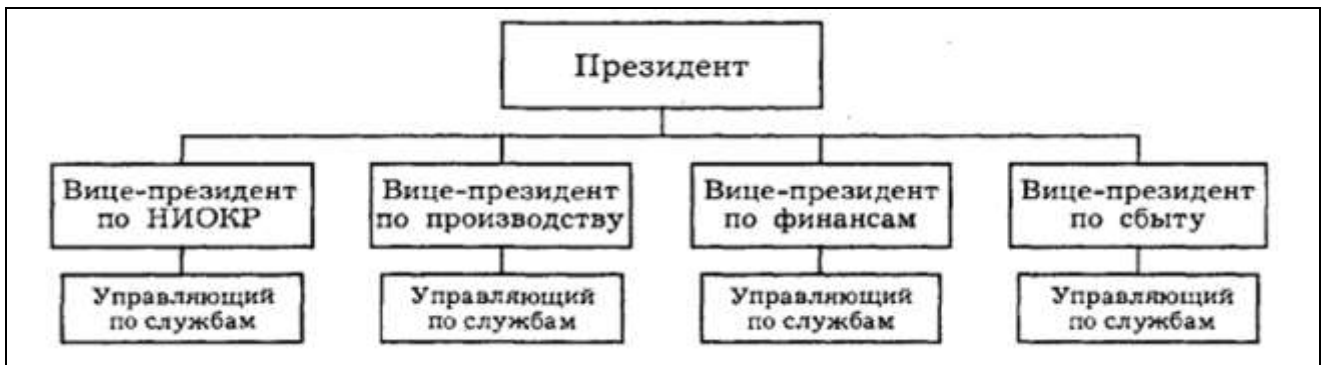 Президент
Вице-президент
по НИОКР
Вице-президент
по производству
Вице-президент
по финансам
Вице-президент
по сбыту
Управляющий
по службам
Управляющий
по службам
Управляющий
по службам
Управляющий
по службам